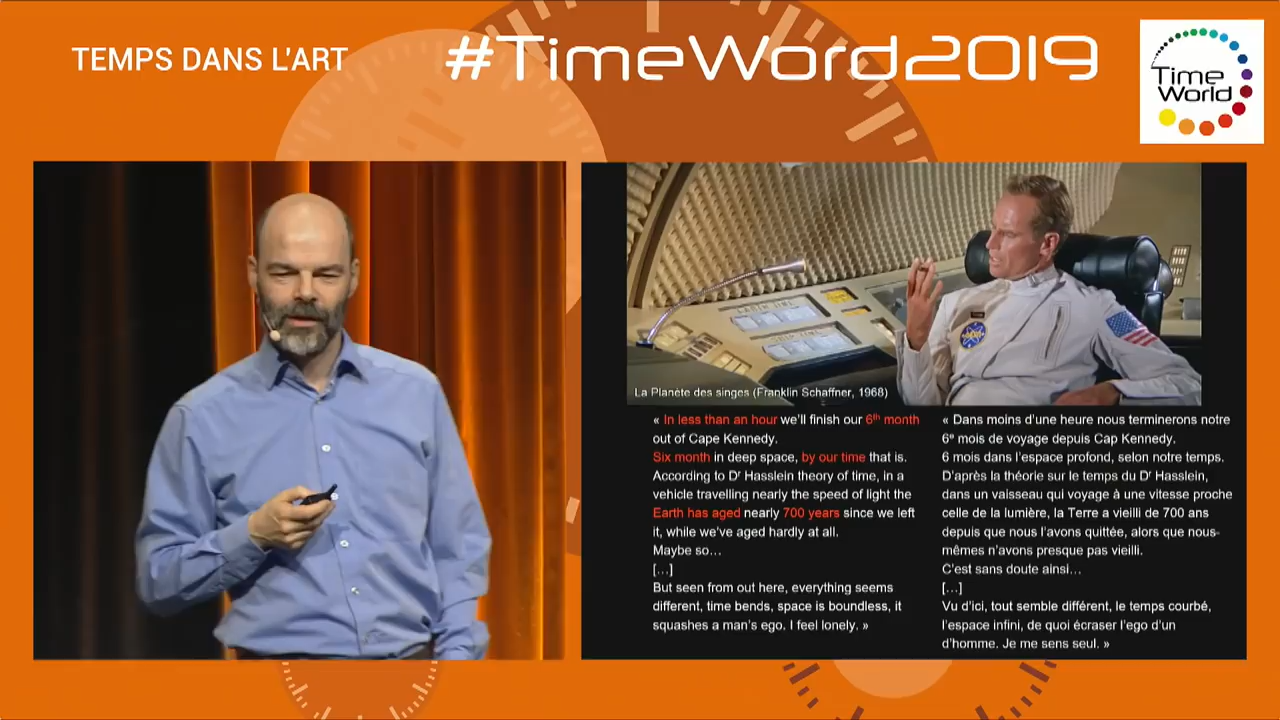 TEMPS DANS L'ART
#TimeWord2019
Time
World
La Planète des singes (Franklin Schaffner, 1968)
« In less than an hour we'll finish our 6th month
out of Cape Kennedy.
Six month in deep space, by our time that is.
According to Dr Hasslein theory of time, in a
vehicle travelling nearly the speed of light the
Earth has aged nearly 700 years since we left
it, while we've aged hardly at all.
Maybe so…
[…]
But seen from out here, everything seems
different, time bends, space is boundless, it
squashes a man's ego. I feel lonely. »
« Dans moins d'une heure nous terminerons notre
6e mois de voyage depuis Cap Kennedy.
6 mois dans l'espace profond, selon notre temps.
D'après la théorie sur le temps du Dr Hasslein,
dans un vaisseau qui voyage à une vitesse proche
celle de la lumière, la Terre a vieilli de 700 ans
depuis que nous l'avons quittée, alors que nous-
mêmes n'avons presque pas vieilli.
C'est sans doute ainsi…
[…]
Vu d'ici, tout semble différent, le temps courbé,
l'espace infini, de quoi écraser l'ego d'un
d'homme. Je me sens seul. »